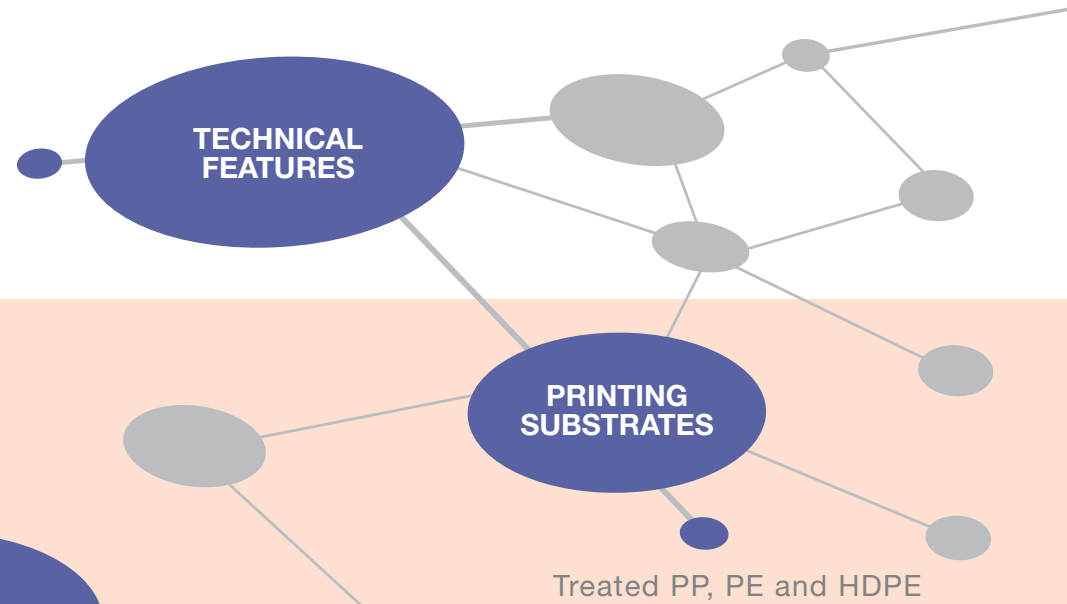 TECHNICAL
FEATURES
PRINTING
SUBSTRATES
Treated PP, PE and HDPE